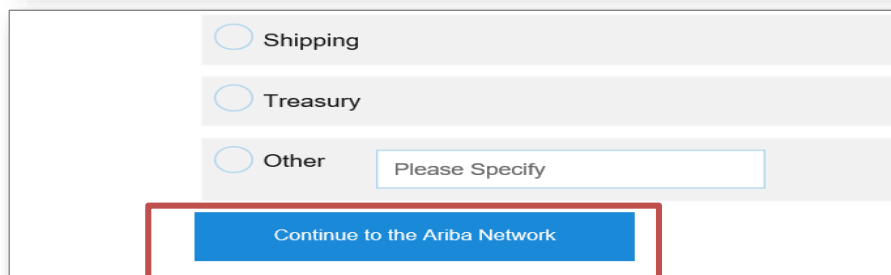 Shipping
Treasury
Other Please Specify
Continue to the Ariba Network